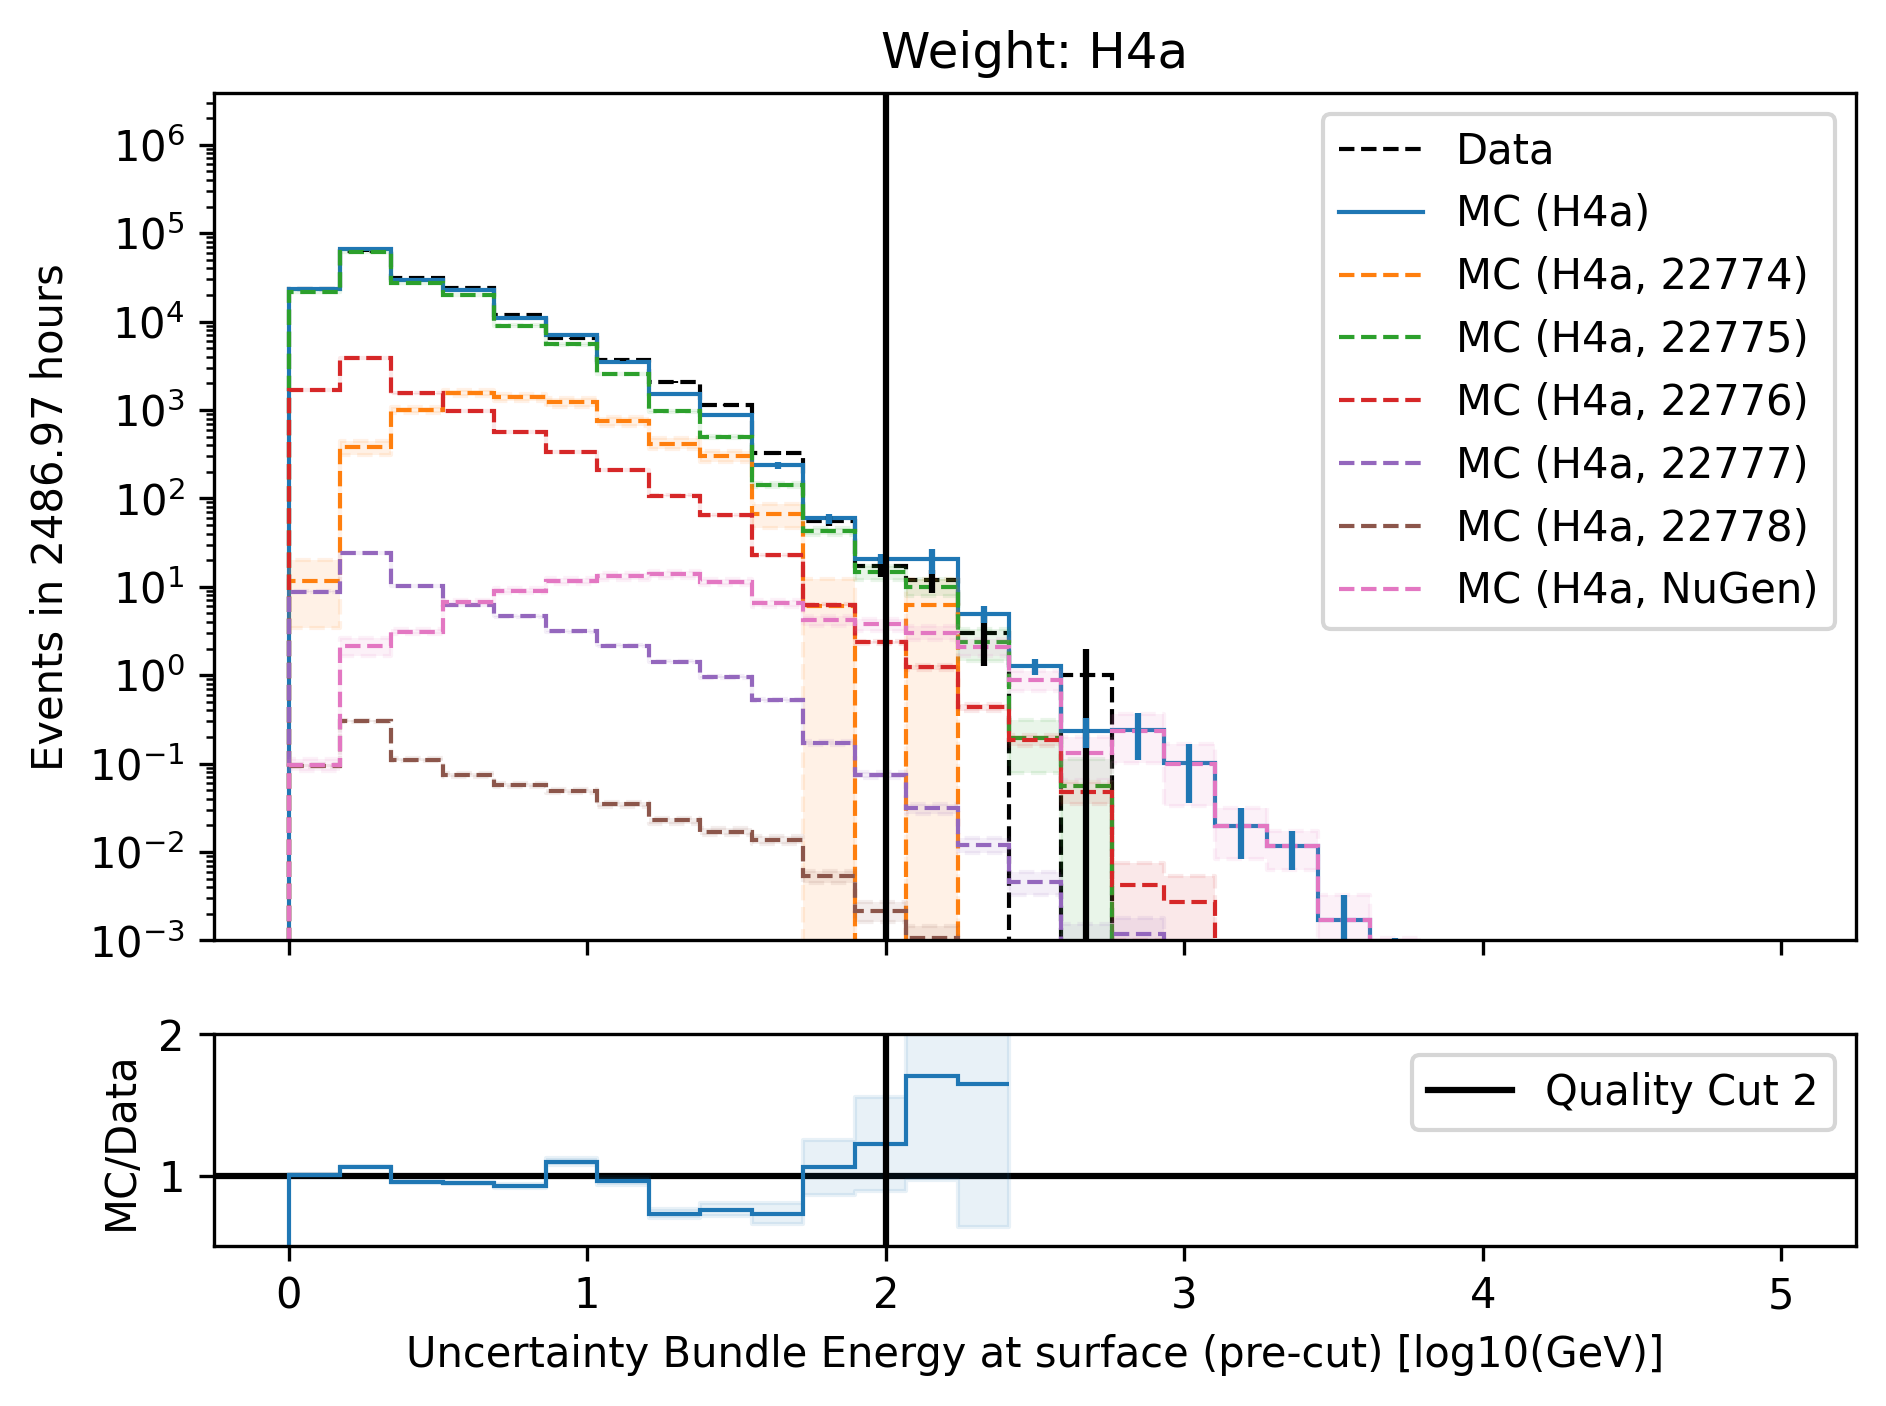 Weight: H4a
Events in 2486.97 hours
10⁶
10⁵
10⁴
10³
10²
10¹
10⁰
10⁻¹
10⁻²
10⁻³
Data
MC (H4a)
MC (H4a, 22774)
MC (H4a, 22775)
MC (H4a, 22776)
MC (H4a, 22777)
MC (H4a, 22778)
MC (H4a, NuGen)
MC/Data
2
1
Quality Cut 2
0 1 2 3 4 5
Uncertainty Bundle Energy at surface (pre-cut) [log10(GeV)]